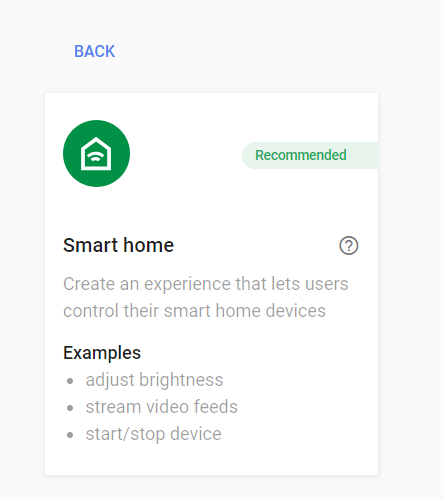 BACK
Recommended
Smart home
Create an experience that lets users
control their smart home devices
Examples
• adjust brightness
• stream video feeds
• start/stop device